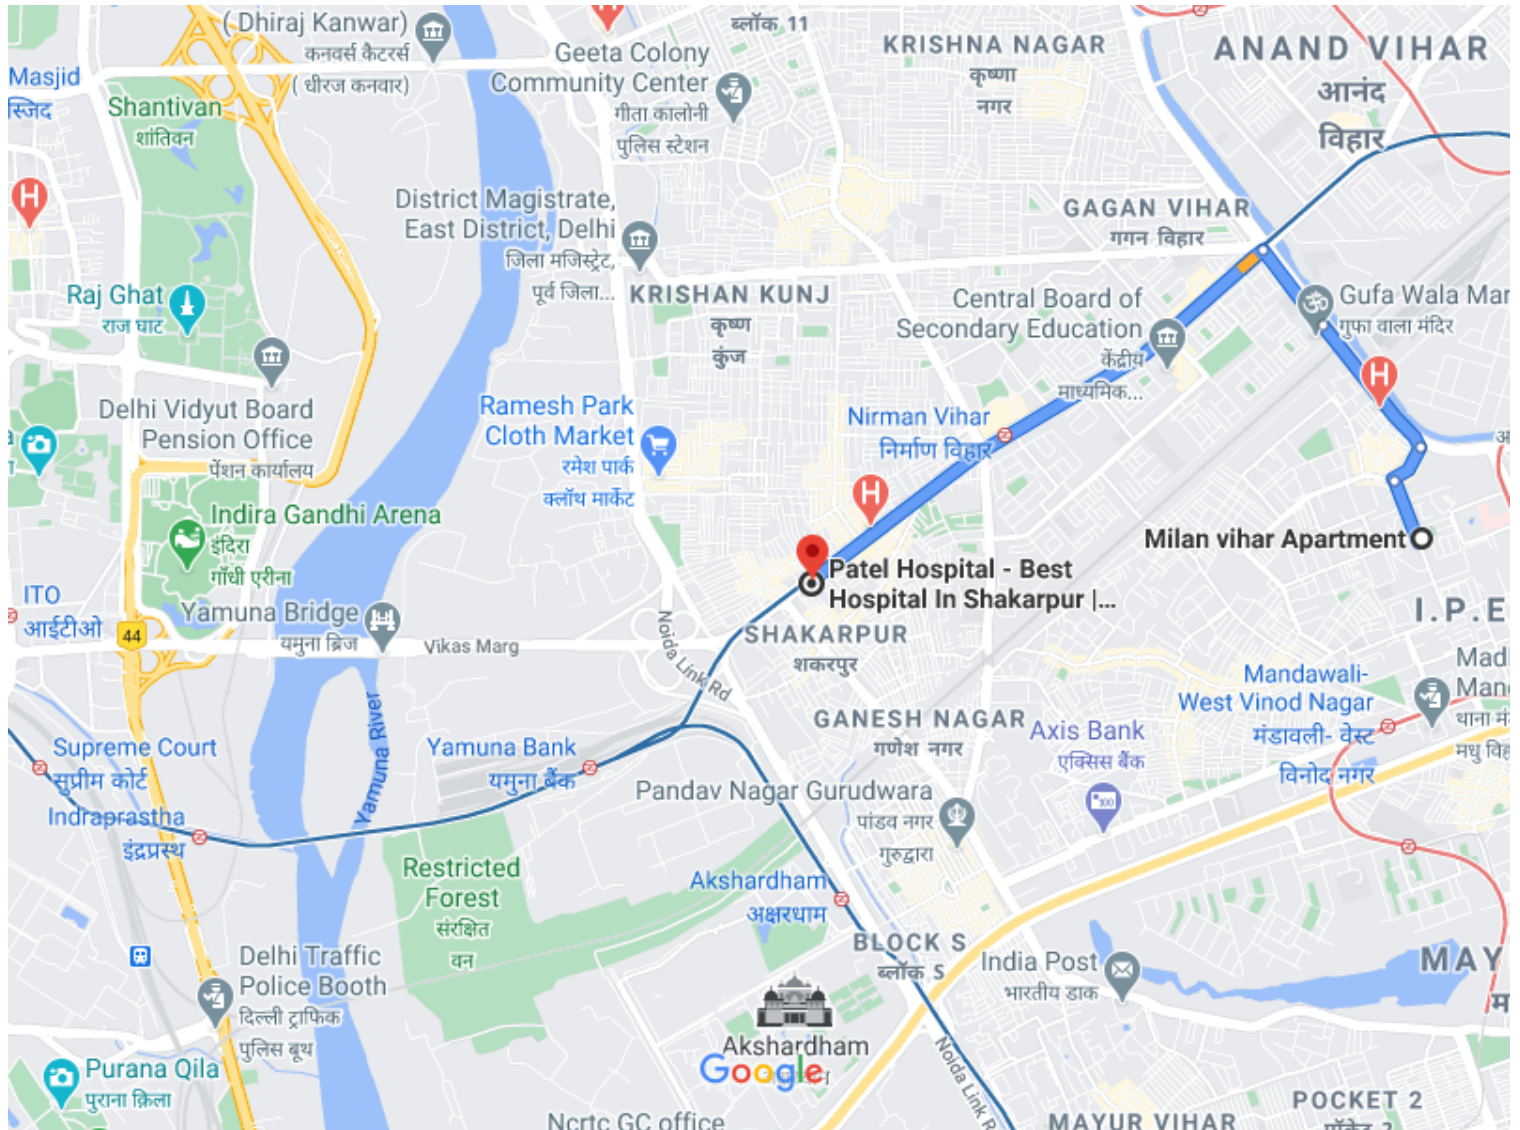 ( Dhiraj Kanwar)
कनवर्स कैटरर्स
( धीरज कनवार)
ब्लॉक 11
Geeta Colony
Community Center
गीता कालोनी
पुलिस स्टेशन
KRISHNA NAGAR
कृष्णा
नगर
ANAND VIHAR
आनंद
विहार
Masjid
स्जिद
Shantivan
शांतिवन
District Magistrate,
East District, Delhi
जिला मजिस्ट्रेट,
पूर्व जिला...
GAGAN VIHAR
गगन विहार
Raj Ghat
राज घाट
KRISHAN KUNJ
कृष्ण
कुंज
Central Board of
Secondary Education
केंद्रीय
माध्यमिक...
Gufa Wala Mar
गुफा वाला मंदिर
Delhi Vidyut Board
Pension Office
पेंशन कार्यालय
Ramesh Park
Cloth Market
रमेश पार्क
क्लॉथ मार्केट
Nirman Vihar
निर्माण विहार
H
H
H
H
Indira Gandhi Arena
इंदिरा
गाँधी एरीना
Milan vihar Apartment
Patel Hospital - Best
Hospital In Shakarpur |...
ITO
आईटीओ
44
Yamuna Bridge
यमुना ब्रिज
Vikas Marg
Noida Link Rd
SHAKARPUR
शकरपुर
I.P.E
Mandawali-
West Vinod Nagar
मंडावली- वेस्ट
विनोद नगर
Madh
Man
थाना मं
मधु विह
GANESH NAGAR
गणेश नगर
Axis Bank
एक्सिस बैंक
Supreme Court
सुप्रीम कोर्ट
Yamuna River
Yamuna Bank
यमुना बैंक
Pandav Nagar Gurudwara
पांडव नगर
गुरुद्वारा
Indraprastha
इंद्रप्रस्थ
Restricted
Forest
संरक्षित
वन
Akshardham
अक्षरधाम
BLOCK S
ब्लॉक S
India Post
भारतीय डाक
MAY
म
Delhi Traffic
Police Booth
दिल्ली ट्राफिक
पुलिस बूथ
Akshardham
Google
Noida Link R
Purana Qila
पुराना क़िला
Ncrtc GC office
MAYUR VIHAR
POCKET 2